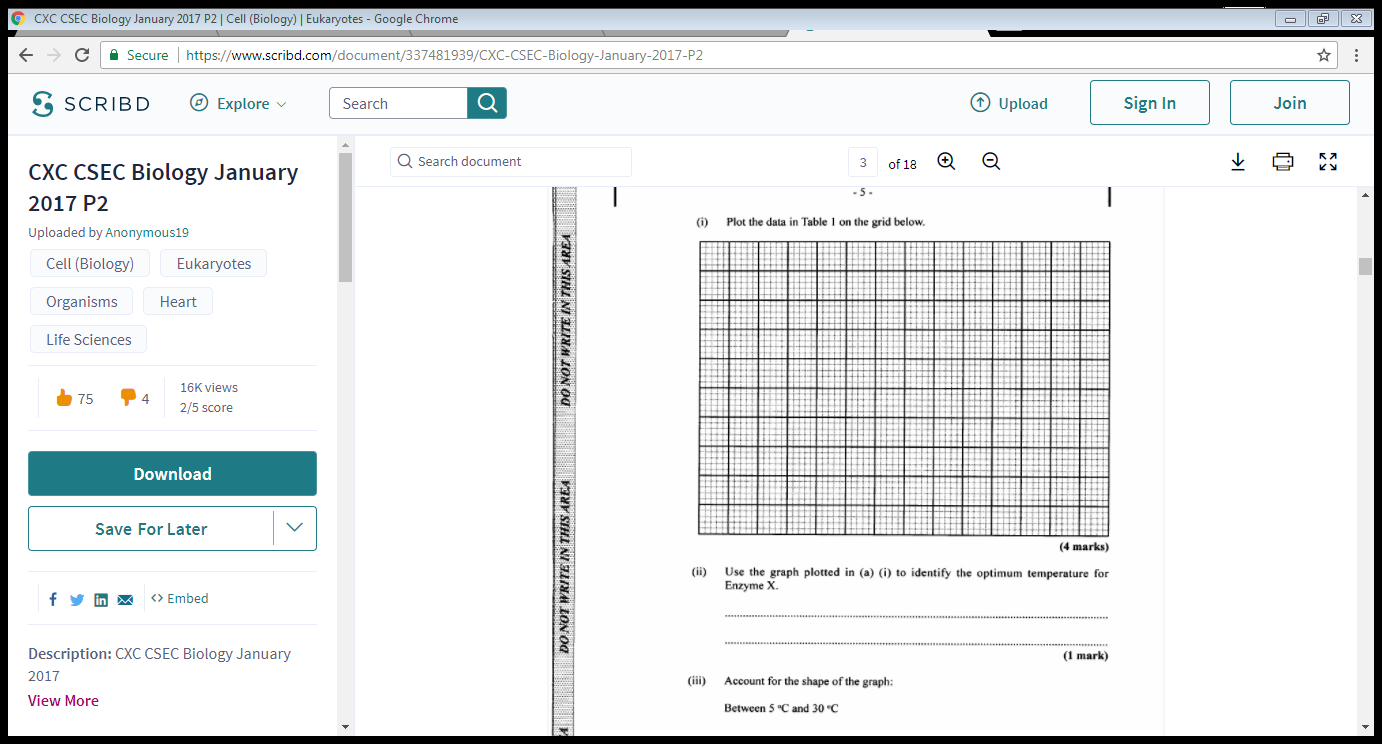 CXC CSEC Biology January 2017 P2 | Cell (Biology) | Eukaryotes - Google Chrome
Secure
https://www.scribd.com/document/337481939/CXC-CSEC-Biology-January-2017-P2
SCRIBD
Explore
Search
Upload
Sign In
Join
CXC CSEC Biology January
2017 P2
Uploaded by Anonymous19
Cell (Biology)
Eukaryotes
Organisms
Heart
Life Sciences
75
4
16K views
2/5 score
Download
Save For Later
<> Embed
Description: CXC CSEC Biology January
2017
View More
Search document
3 of 18
- 5 -
(i) Plot the data in Table 1 on the grid below.
(4 marks)
(ii) Use the graph plotted in (a) (i) to identify the optimum temperature for
Enzyme X.
(1 mark)
(iii) Account for the shape of the graph:
Between 5 °C and 30 °C
DO NOT WRITE IN THIS AREA
DO NOT WRITE IN THIS AREA